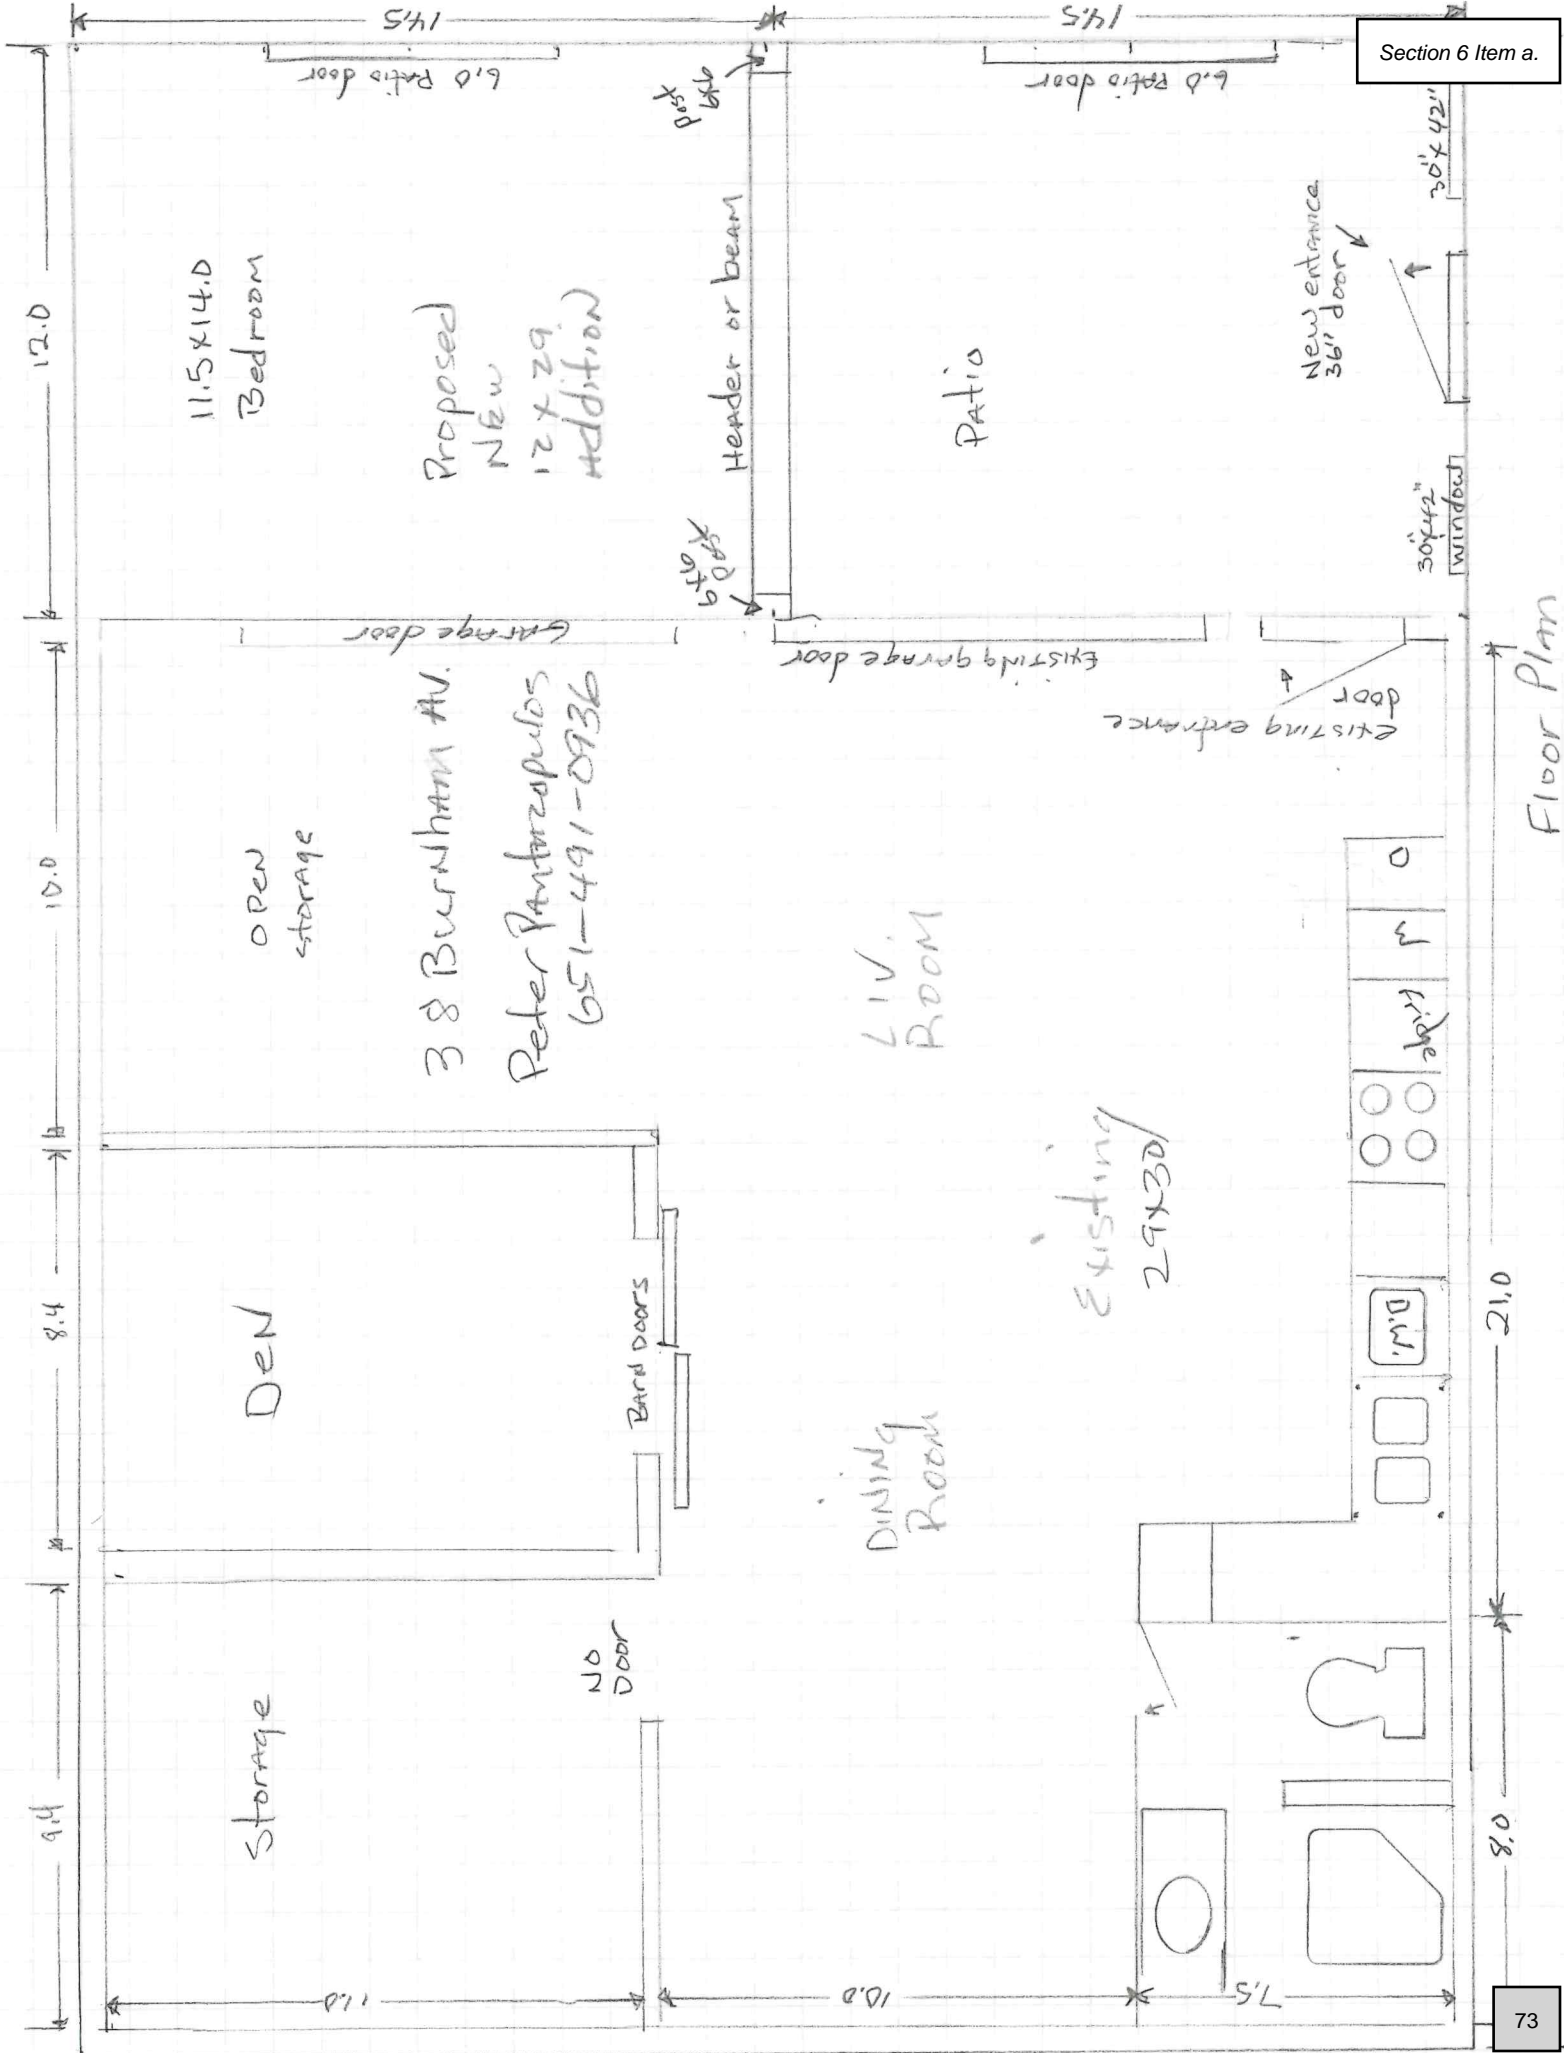 Section 6 Item a.
14.5
14.5
6.0 Patio door
6.0 Patio door
12.0
11.5x14.0
Bedroom
Proposed
New
12 x 29
Addition
6x6
post
Header or beam
6x6
post
Patio
New entrance
36" door
30"x42"
30"x42"
window
Garage door
Existing garage door
existing entrance
door
10.0
OPEN
storage
38 Burnham AV.
Peter Pantazopulos
651-491-0936
LIV.
ROOM
Existing
29x30
O
M
Fridge
D.W.
8.4
DeN
BARN DOORS
DINING
Room
9.4
Storage
NO
DOOR
11.0
10.0
7.5
8.0
21.0
Floor Plan
73